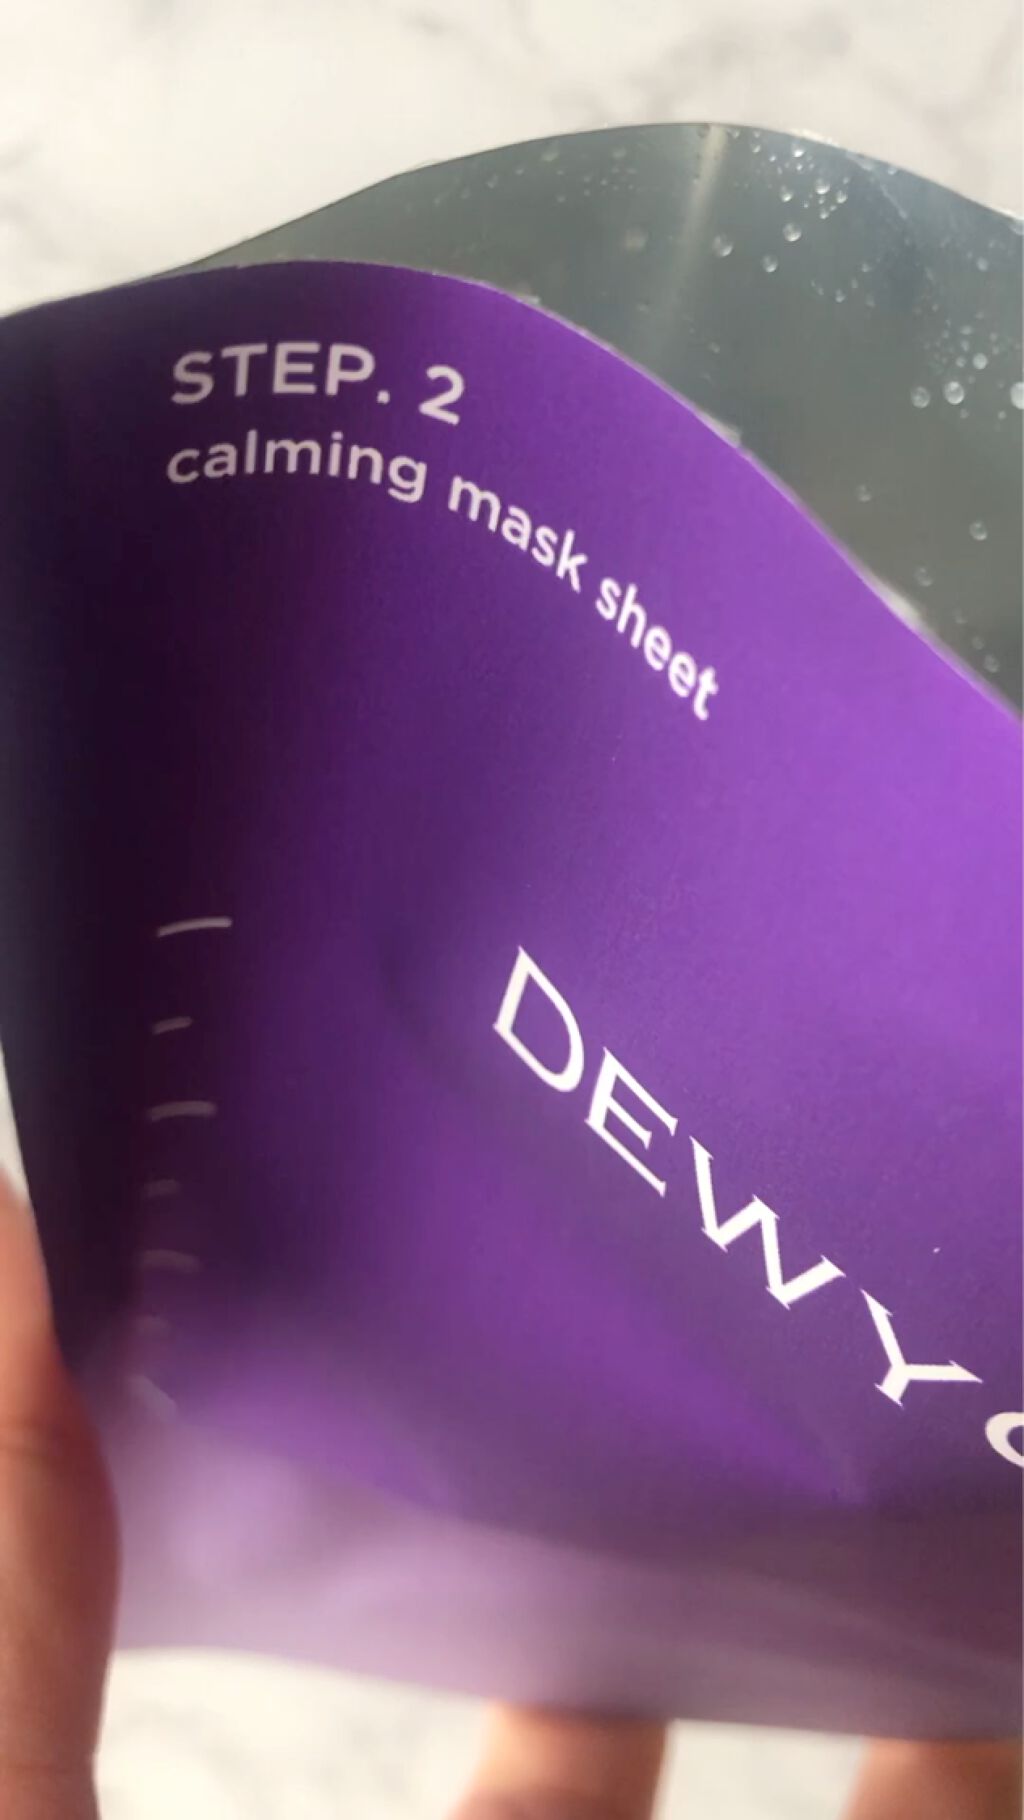 STEP. 2
calming mask sheet
DEWY